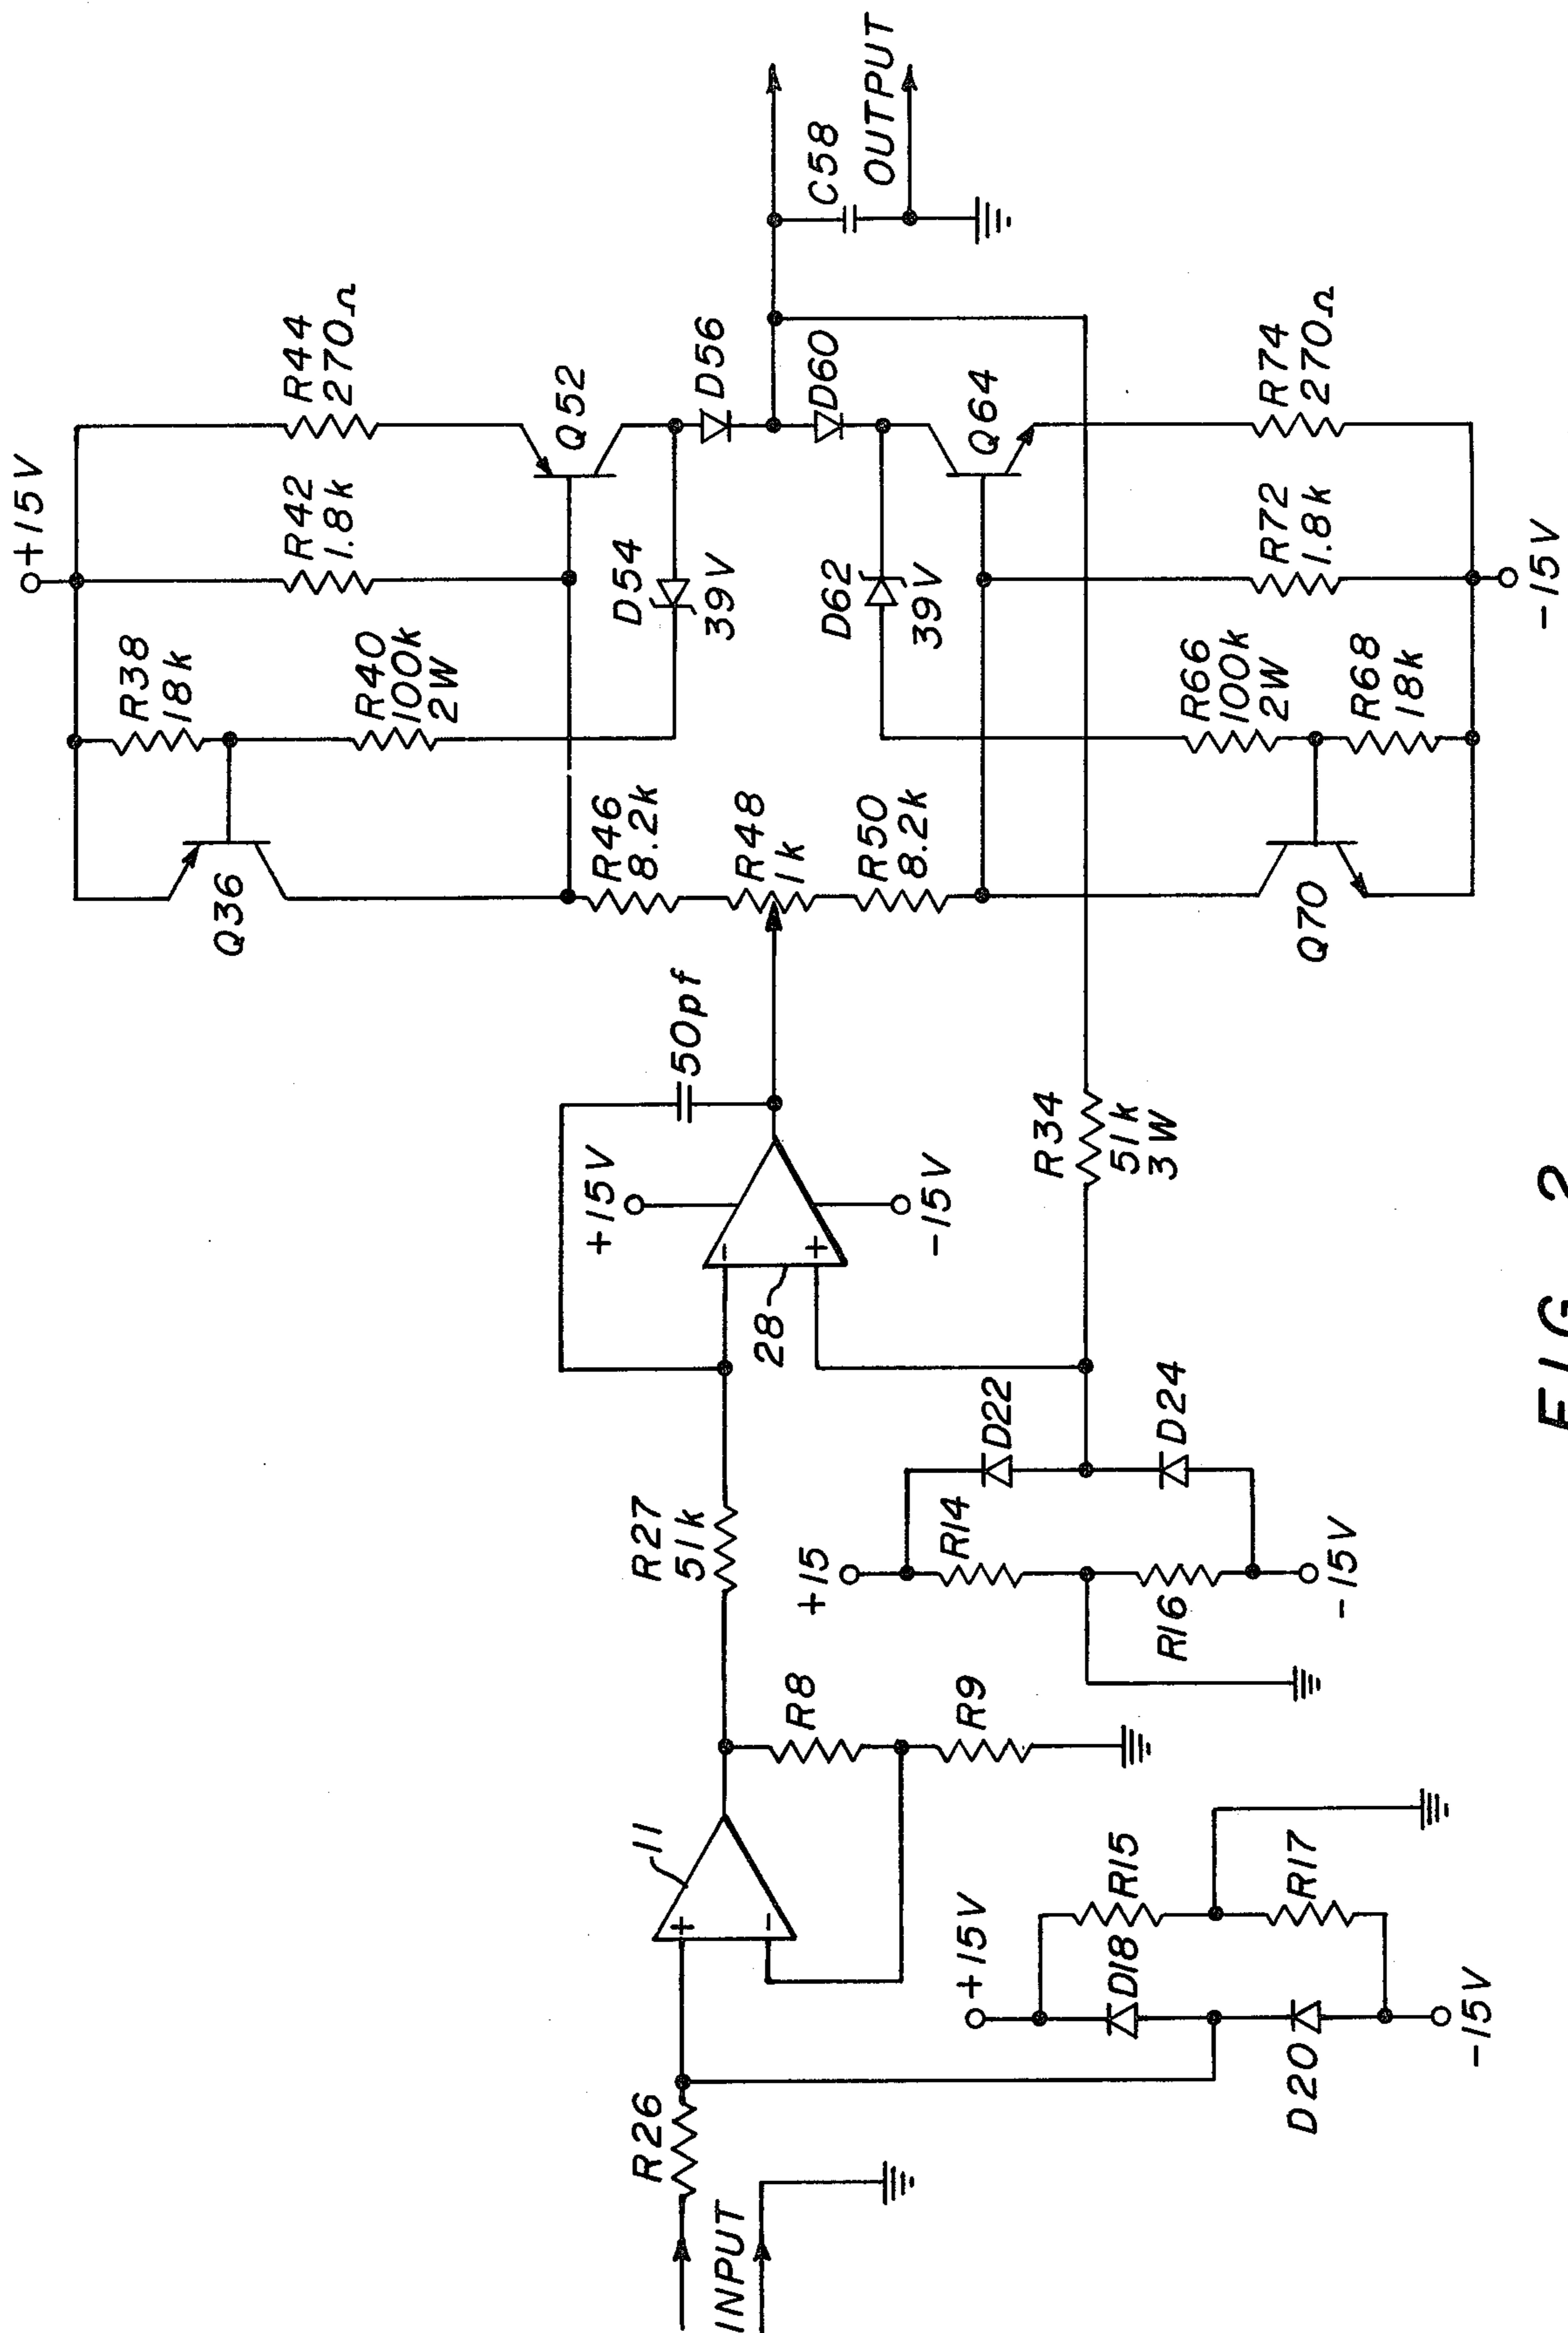 +15V
R38
18k
R42
1.8k
R44
270Ω
Q36
R40
100k
2W
Q52
D54
39V
D56
R46
8.2k
R48
1k
R50
8.2k
D60
C58
OUTPUT
D62
39V
Q64
R66
100k
2W
R68
18k
R72
1.8k
R74
270Ω
Q70
-15V
50pf
+15V
-
+
28
-15V
R34
51k
3W
R27
51k
D22
D24
+15
R14
R16
-15V
11
+
-
R8
R9
R26
INPUT
+15V
D18
R15
D20
R17
-15V
FIG. 2